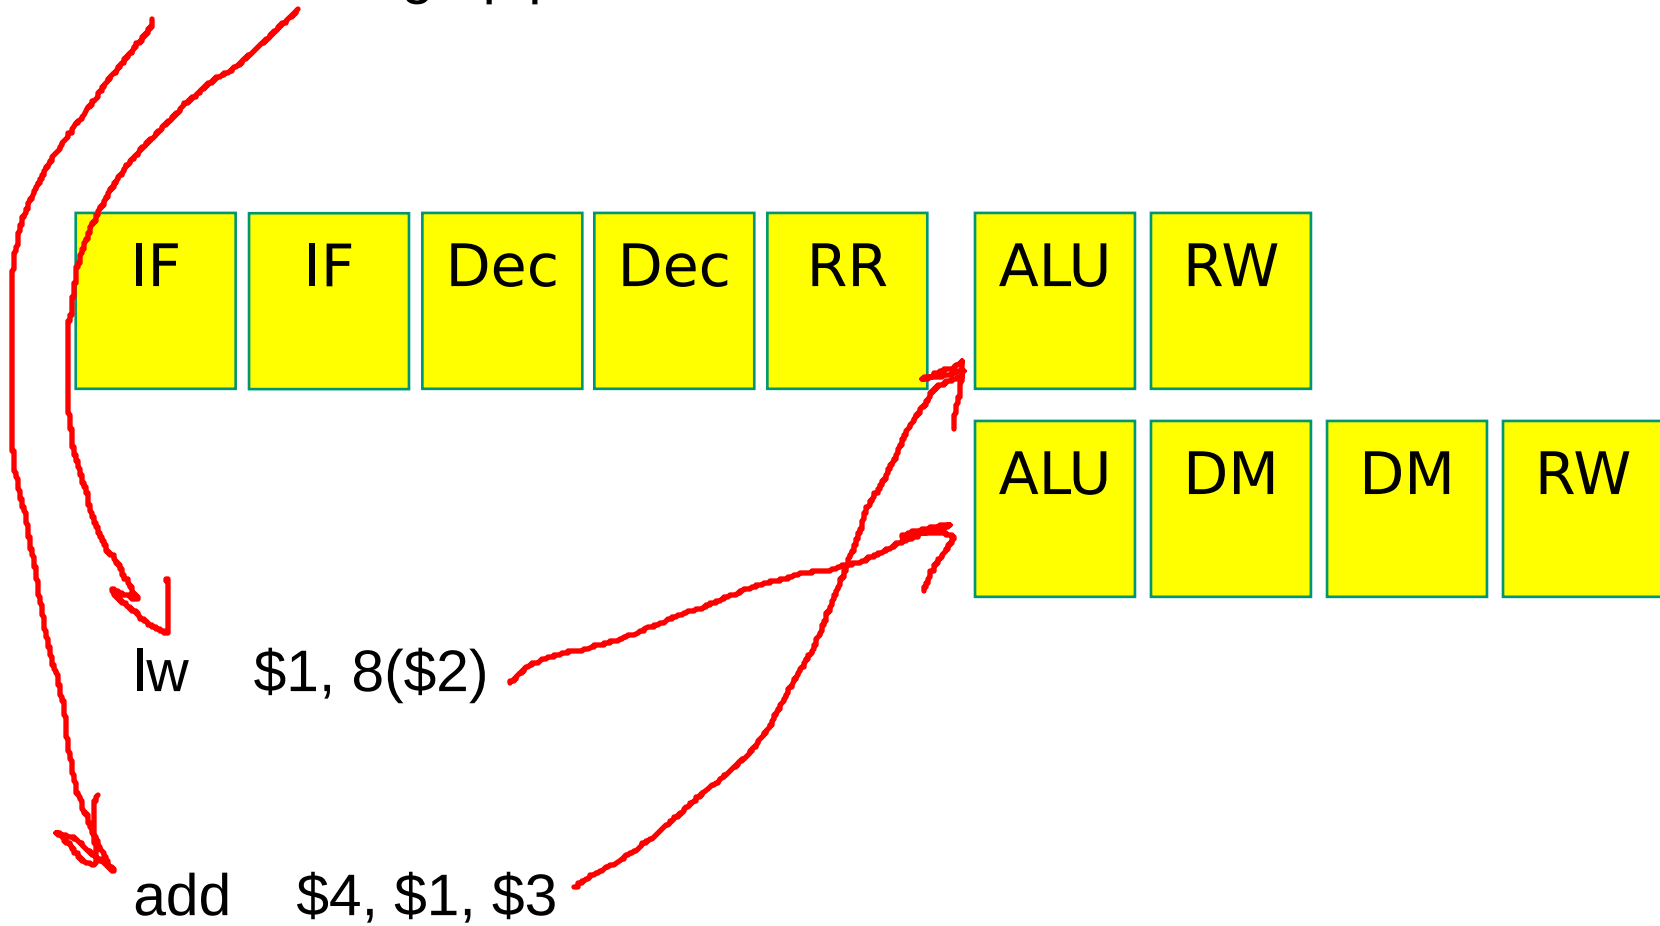 IF IF Dec Dec RR ALU RW
ALU DM DM RW
lw $1, 8($2)
add $4, $1, $3